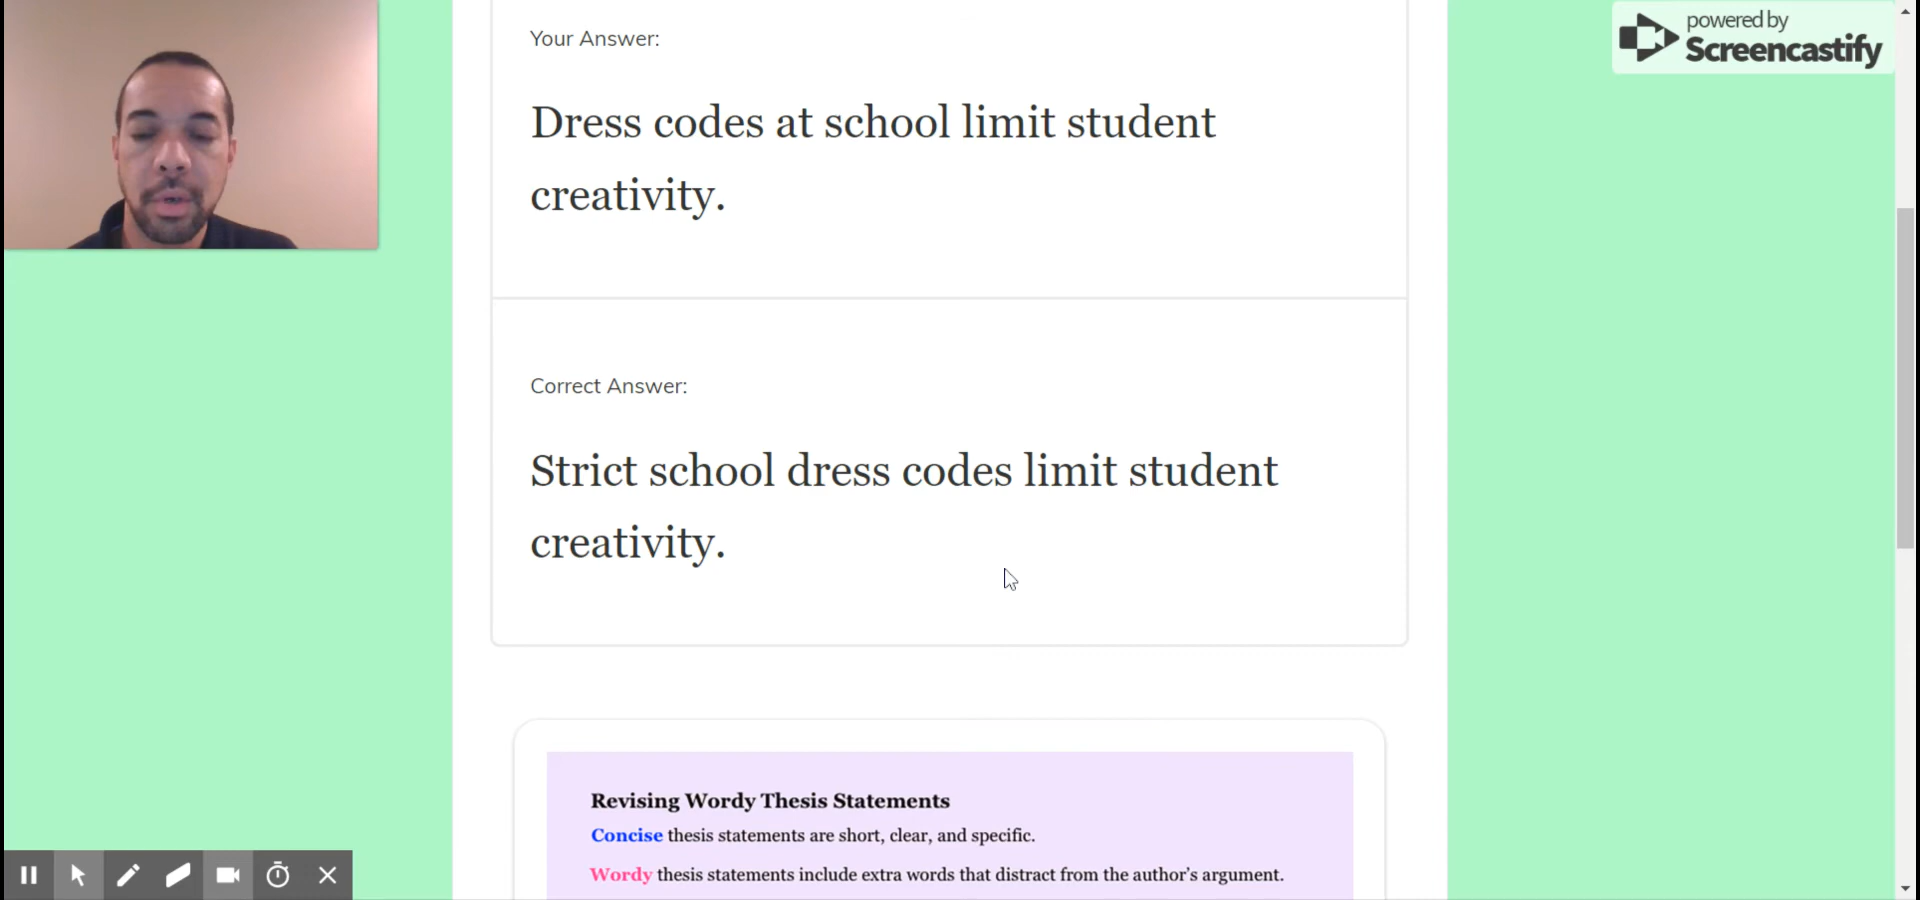 powered by
Screencastify
Your Answer:
Dress codes at school limit student
creativity.
Correct Answer:
Strict school dress codes limit student
creativity.
Revising Wordy Thesis Statements
Concise thesis statements are short, clear, and specific.
Wordy thesis statements include extra words that distract from the author's argument.